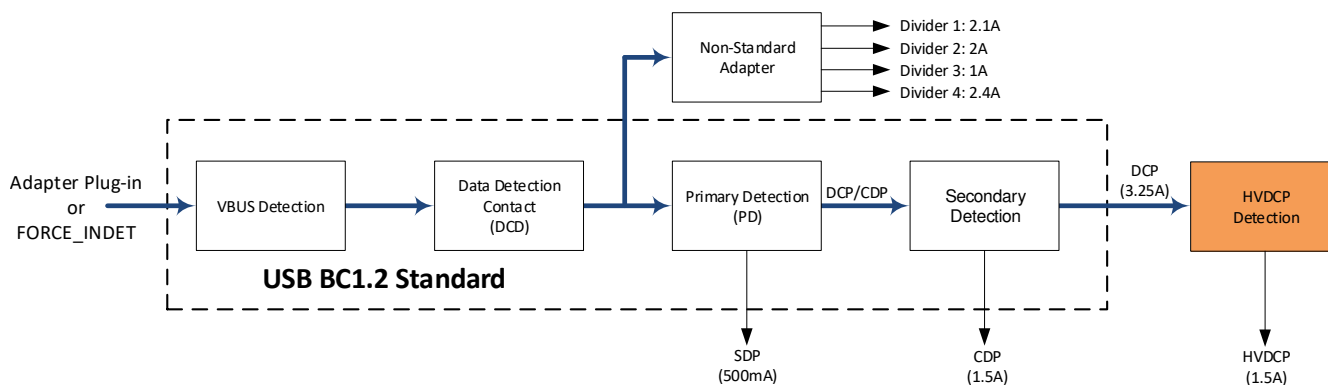 Non-Standard
Adapter
Divider 1: 2.1A
Divider 2: 2A
Divider 3: 1A
Divider 4: 2.4A
Adapter Plug-in
or
FORCE_INDET
VBUS Detection
Data Detection
Contact
(DCD)
Primary Detection
(PD)
DCP/CDP
Secondary
Detection
DCP
(3.25A)
HVDCP
Detection
USB BC1.2 Standard
SDP
(500mA)
CDP
(1.5A)
HVDCP
(1.5A)